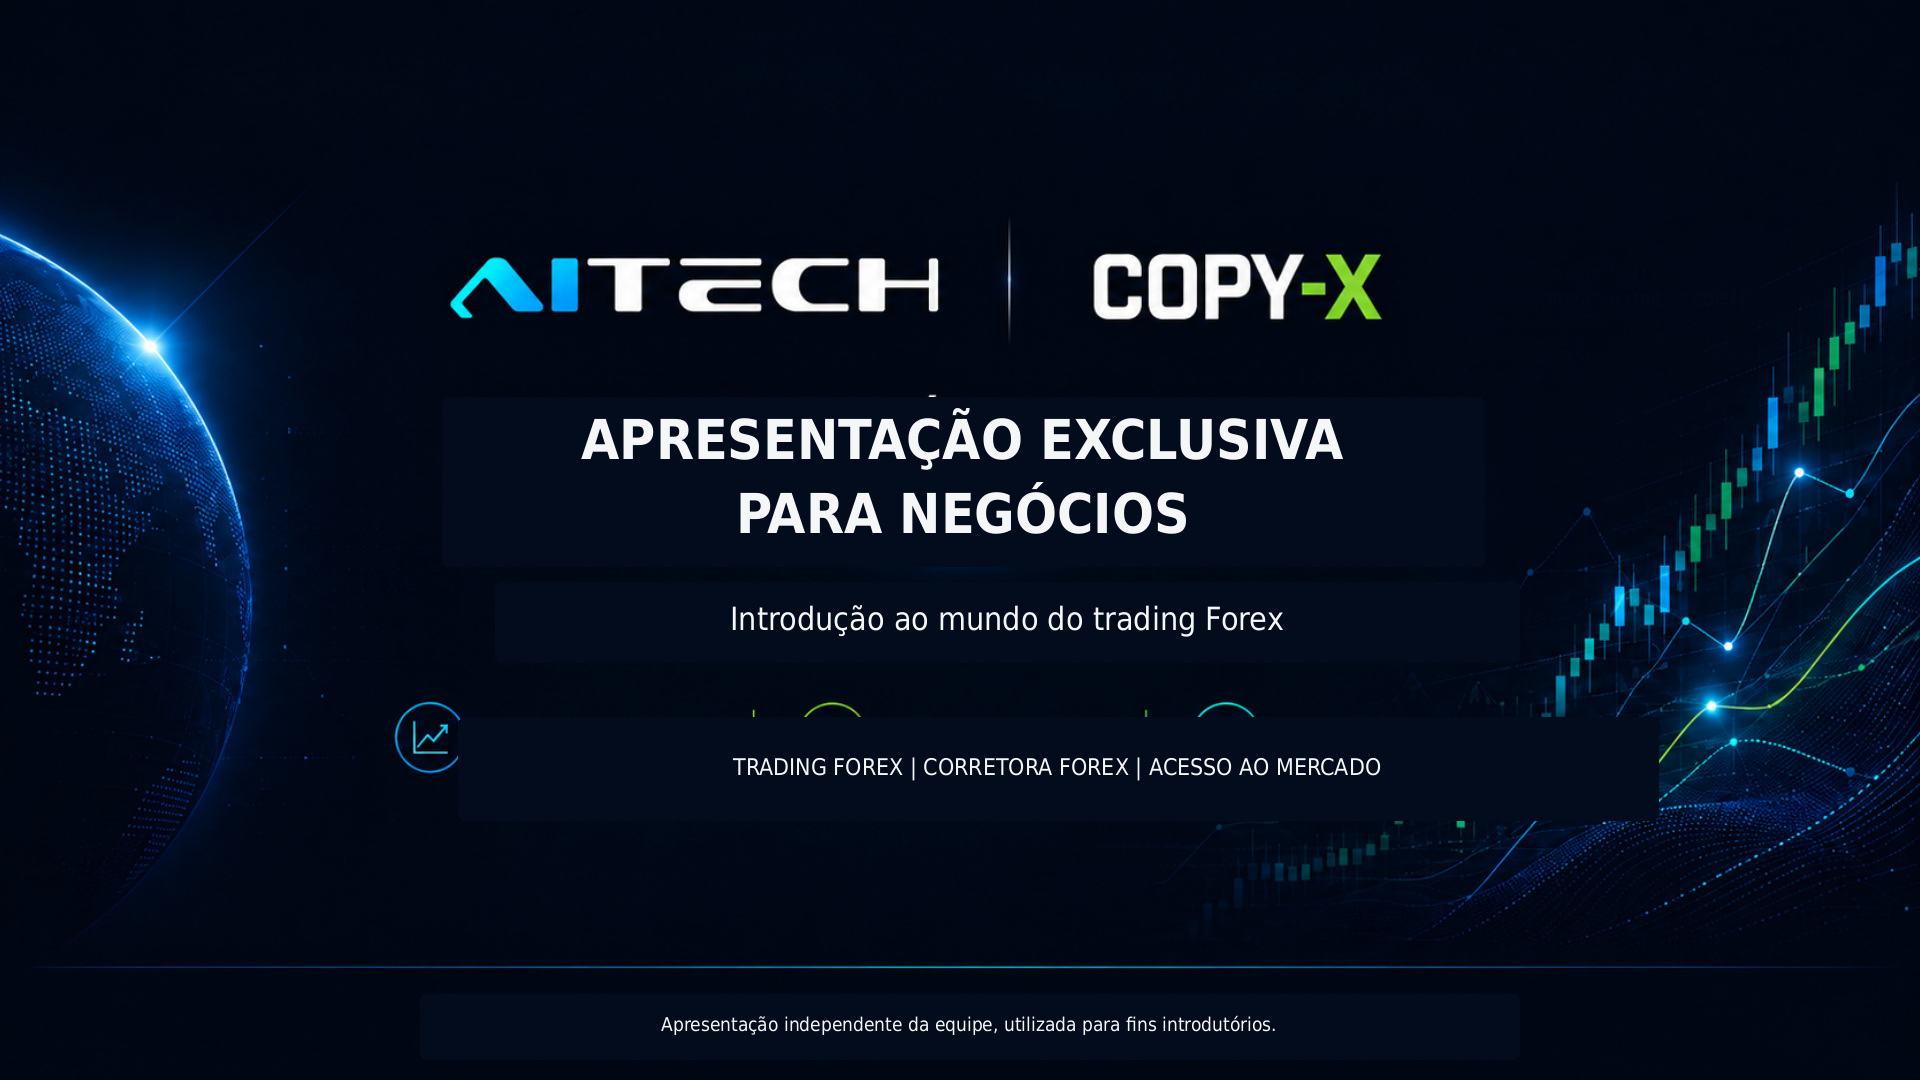 AITECH
COPY-X
APRESENTAÇÃO EXCLUSIVA
PARA NEGÓCIOS
Introdução ao mundo do trading Forex
TRADING FOREX | CORRETORA FOREX | ACESSO AO MERCADO
Apresentação independente da equipe, utilizada para fins introdutórios.